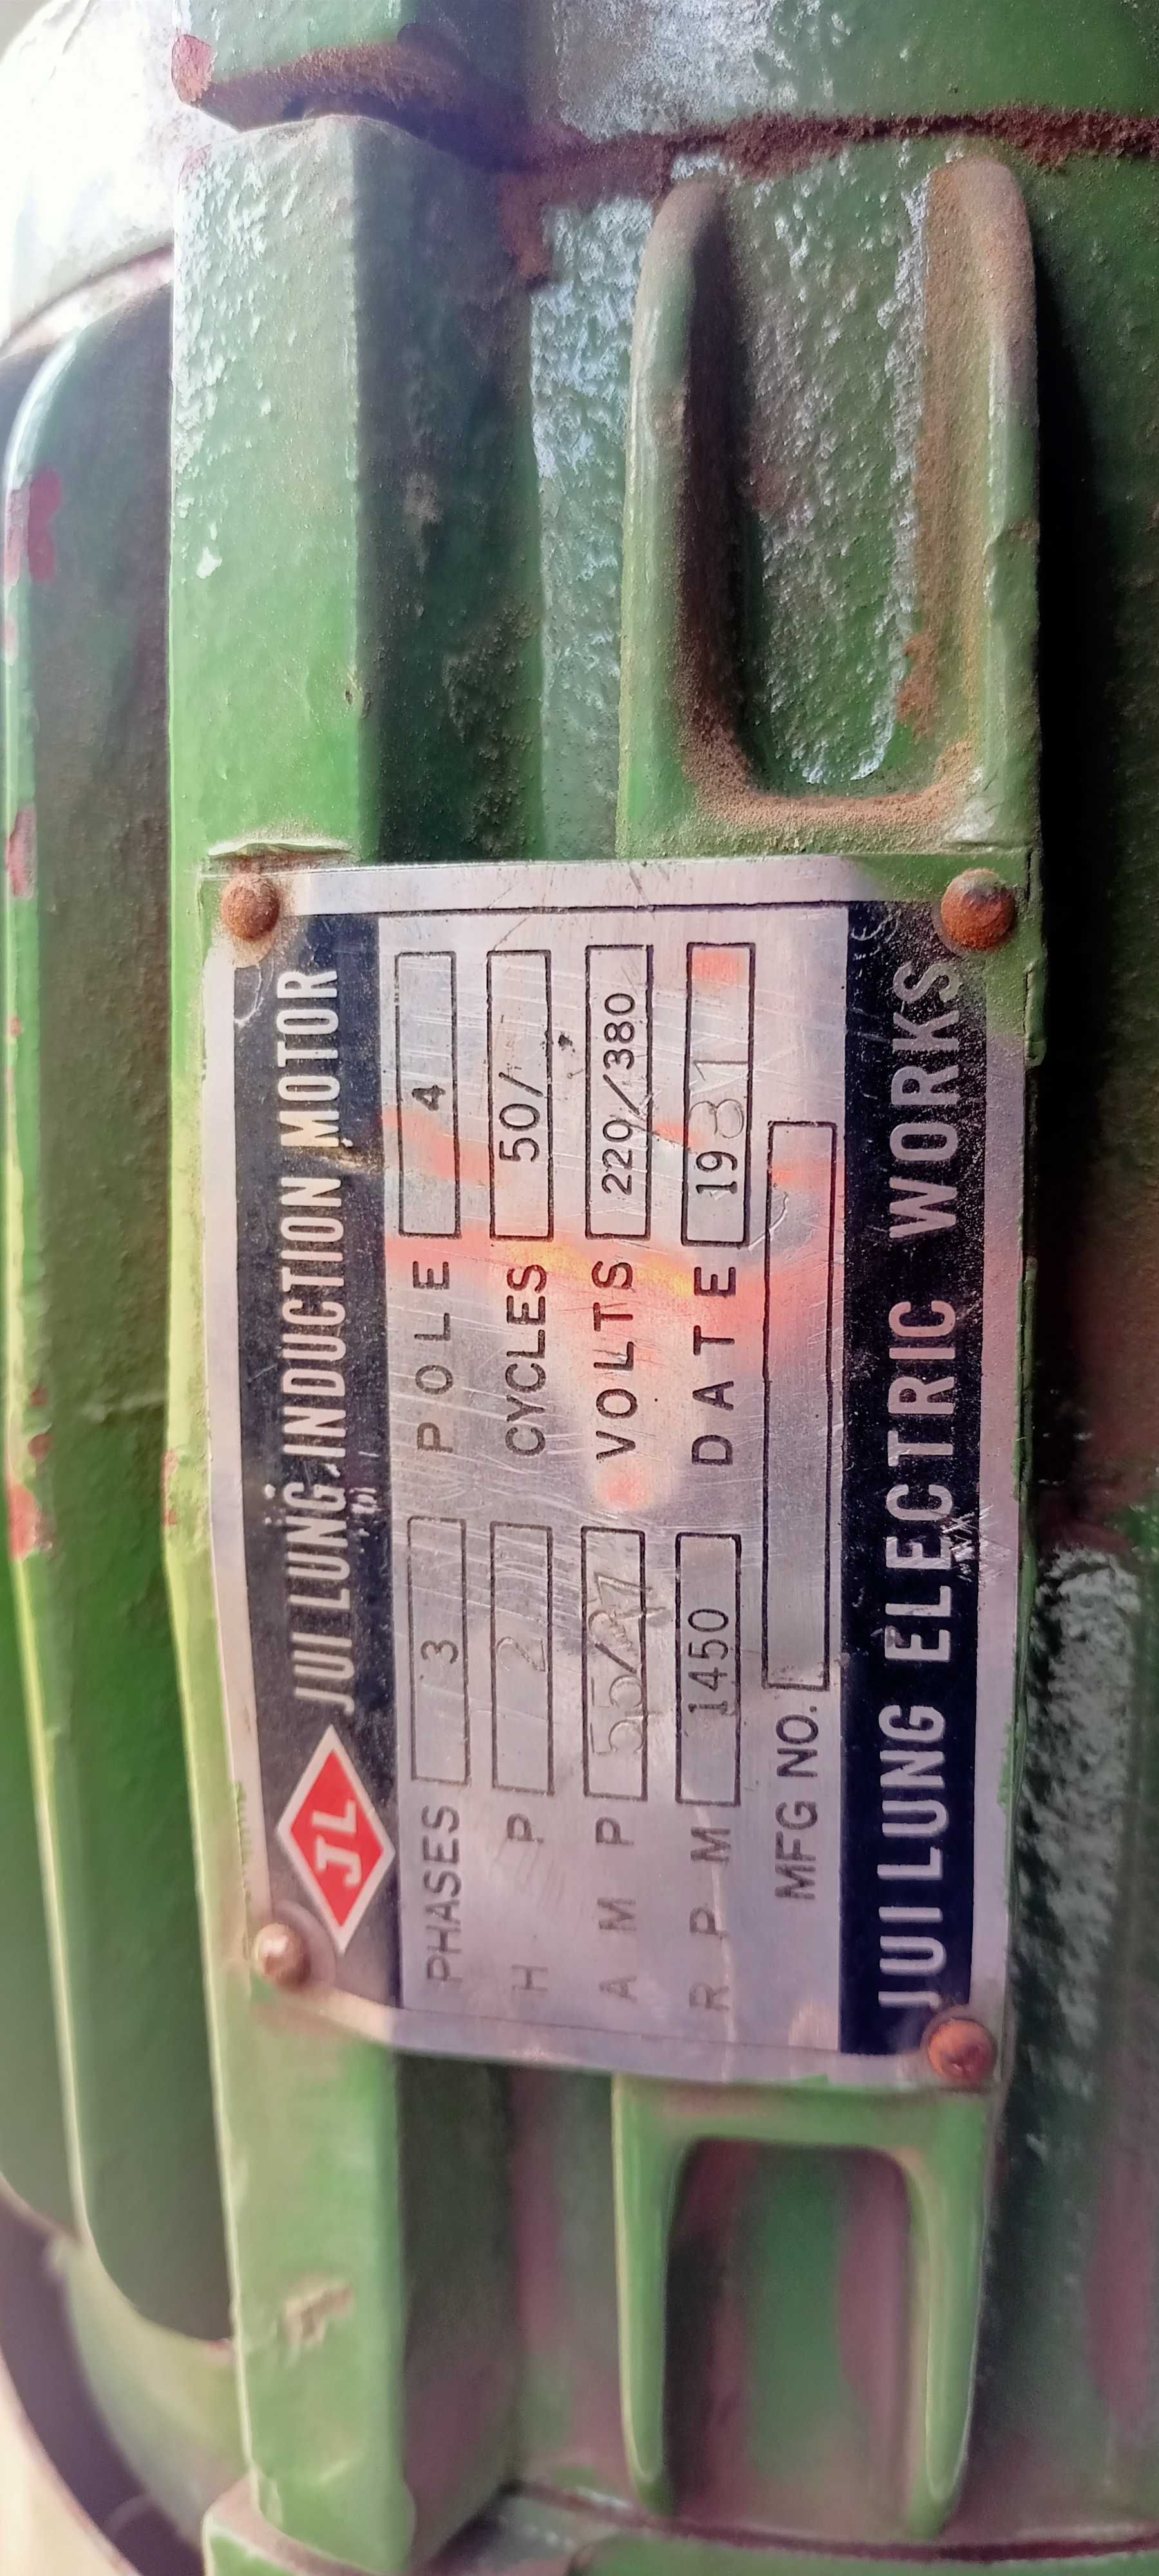 JL JUI LUNG INDUCTION MOTOR
PHASES 3 POLE 4
H P 2 CYCLES 50/
A M P VOLTS 220/380
R P M 1450 DATE 1981
MFG NO.
JUI LUNG ELECTRIC WORKS